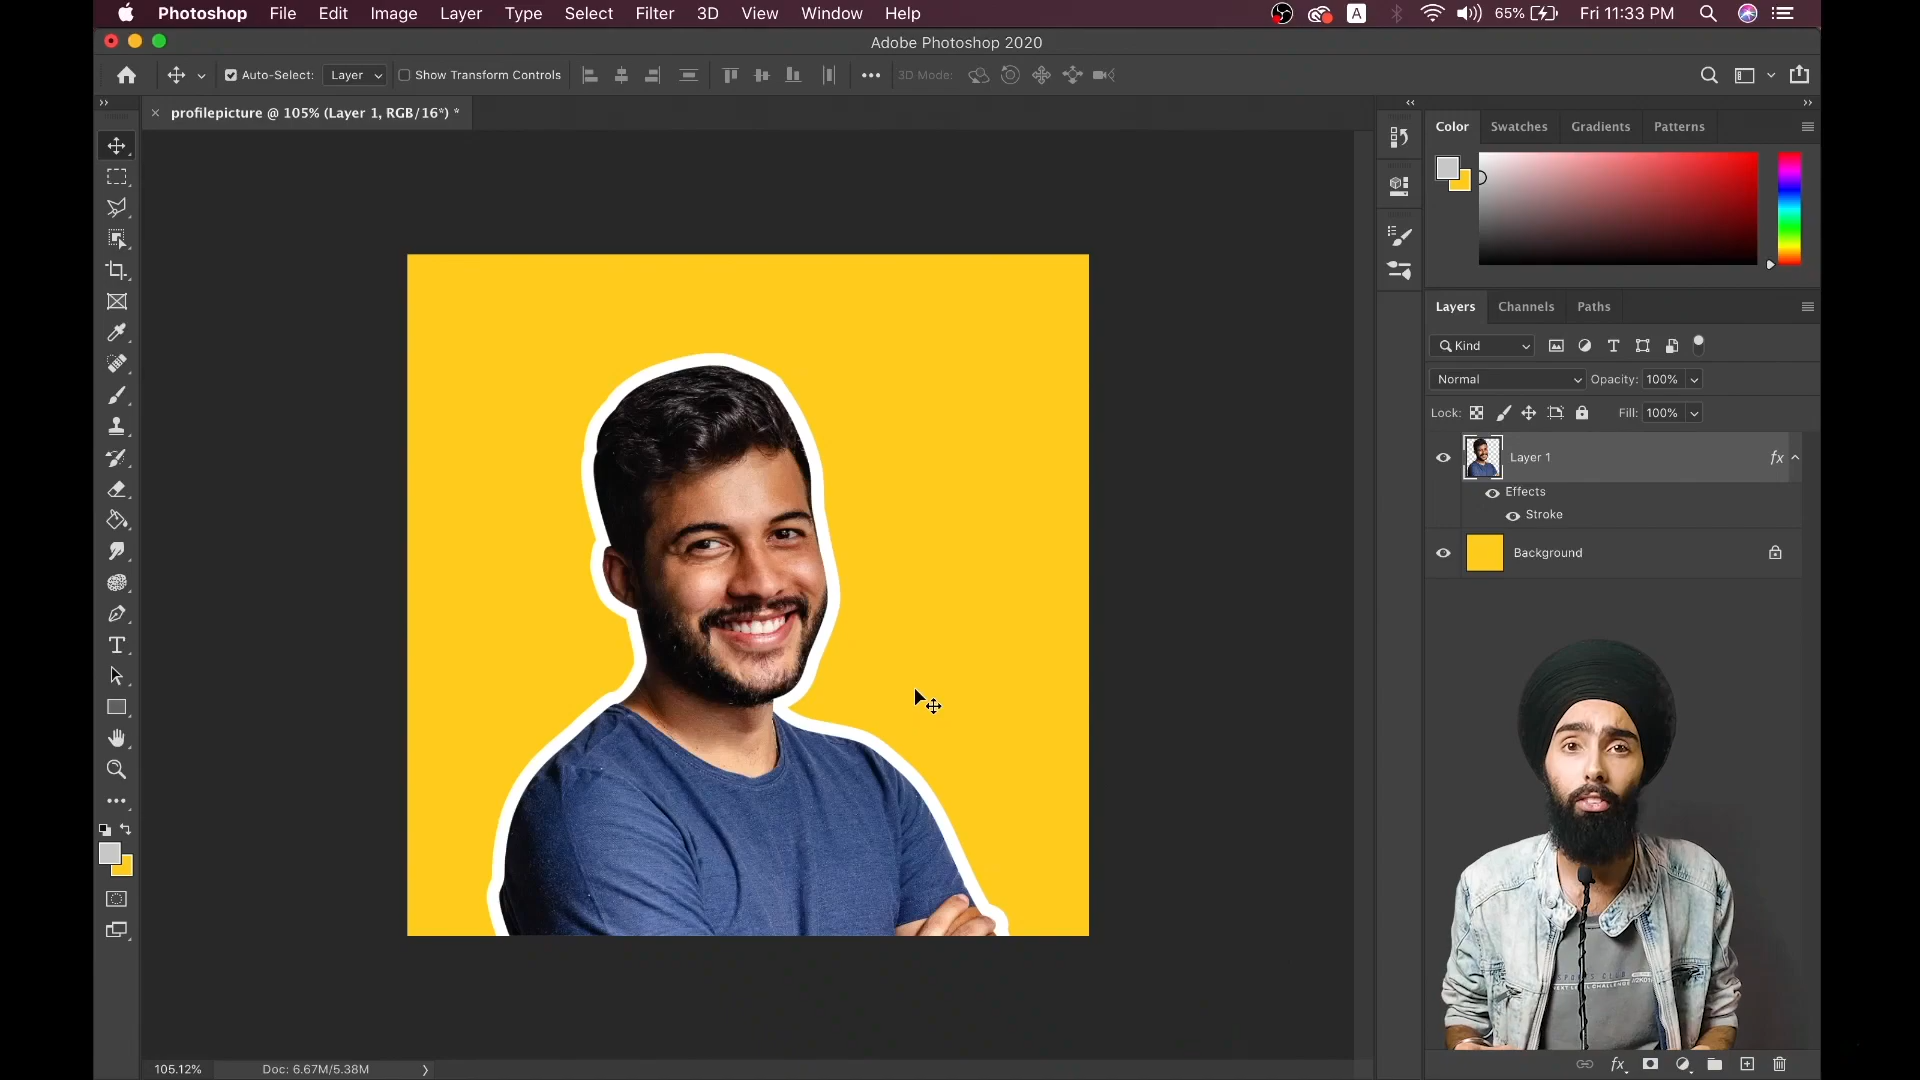 Photoshop File Edit Image Layer Type Select Filter 3D View Window Help A 65% Fri 11:33 PM
Adobe Photoshop 2020
Auto-Select: Layer Show Transform Controls 3D Mode:
profilepicture @ 105% (Layer 1, RGB/16*) *
Color Swatches Gradients Patterns
Layers Channels Paths
Kind
Normal Opacity: 100%
Lock: Fill: 100%
Layer 1 fx
Effects
Stroke
Background
105.12% Doc: 6.67M/5.38M
fx